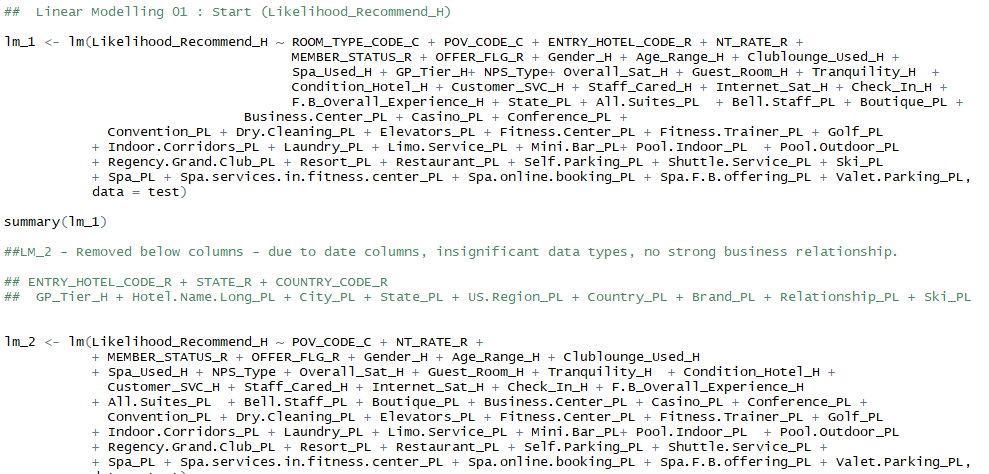 ##  Linear Modelling 01 : Start (Likelihood_Recommend_H)
lm_1 <- lm(Likelihood_Recommend_H ~ ROOM_TYPE_CODE_C + POV_CODE_C + ENTRY_HOTEL_CODE_R + NT_RATE_R +
MEMBER_STATUS_R + OFFER_FLG_R + Gender_H + Age_Range_H + Clublounge_Used_H +
Spa_Used_H + GP_Tier_H+ NPS_Type+ Overall_Sat_H + Guest_Room_H + Tranquility_H  +
Condition_Hotel_H + Customer_SVC_H + Staff_Cared_H + Internet_Sat_H + Check_In_H +
F.B_Overall_Experience_H + State_PL + All.Suites_PL  + Bell.Staff_PL + Boutique_PL +
Business.Center_PL + Casino_PL + Conference_PL +
Convention_PL + Dry.Cleaning_PL + Elevators_PL + Fitness.Center_PL + Fitness.Trainer_PL + Golf_PL
+ Indoor.Corridors_PL + Laundry_PL + Limo.Service_PL + Mini.Bar_PL+ Pool.Indoor_PL  + Pool.Outdoor_PL
+ Regency.Grand.Club_PL + Resort_PL + Restaurant_PL + Self.Parking_PL + Shuttle.Service_PL + Ski_PL
+ Spa_PL + Spa.services.in.fitness.center_PL + Spa.online.booking_PL + Spa.F.B.offering_PL + Valet.Parking_PL,
data = test)
summary(lm_1)
##LM_2 - Removed below columns - due to date columns, insignificant data types, no strong business relationship.
## ENTRY_HOTEL_CODE_R + STATE_R + COUNTRY_CODE_R
##  GP_Tier_H + Hotel.Name.Long_PL + City_PL + State_PL + US.Region_PL + Country_PL + Brand_PL + Relationship_PL + Ski_PL
lm_2 <- lm(Likelihood_Recommend_H ~ POV_CODE_C + NT_RATE_R +
+ MEMBER_STATUS_R + OFFER_FLG_R + Gender_H + Age_Range_H + Clublounge_Used_H
+ Spa_Used_H + NPS_Type + Overall_Sat_H + Guest_Room_H + Tranquility_H  + Condition_Hotel_H +
Customer_SVC_H + Staff_Cared_H + Internet_Sat_H + Check_In_H + F.B_Overall_Experience_H
+ All.Suites_PL  + Bell.Staff_PL + Boutique_PL + Business.Center_PL + Casino_PL + Conference_PL +
Convention_PL + Dry.Cleaning_PL + Elevators_PL + Fitness.Center_PL + Fitness.Trainer_PL + Golf_PL
+ Indoor.Corridors_PL + Laundry_PL + Limo.Service_PL + Mini.Bar_PL+ Pool.Indoor_PL  + Pool.Outdoor_PL
+ Regency.Grand.Club_PL + Resort_PL + Restaurant_PL + Self.Parking_PL + Shuttle.Service_PL +
+ Spa_PL + Spa.services.in.fitness.center_PL + Spa.online.booking_PL + Spa.F.B.offering_PL + Valet.Parking_PL,